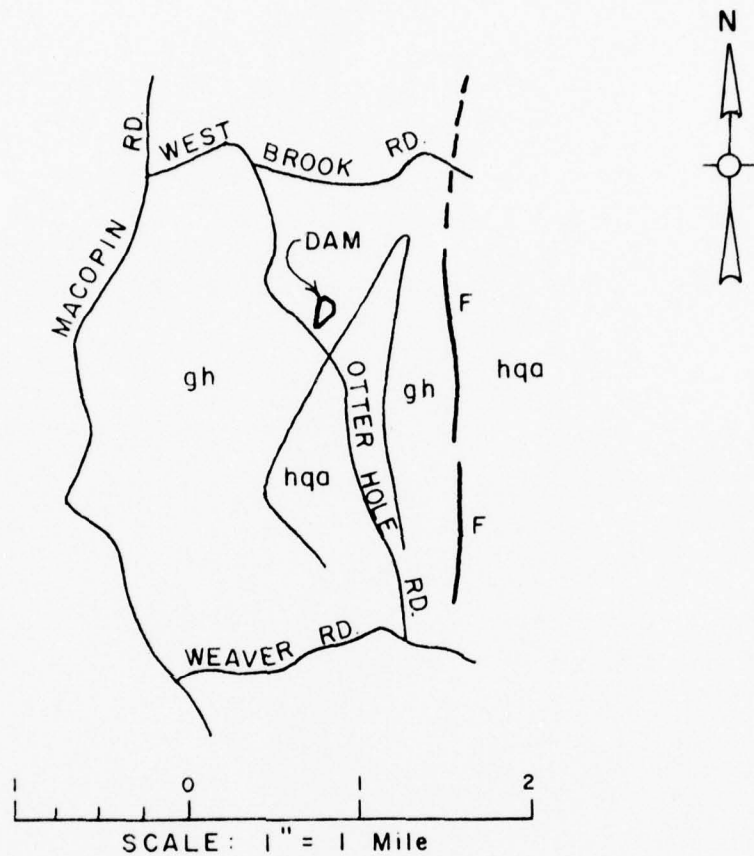 N
RD.
WEST
BROOK
RD.
MACOPIN
DAM
F
gh
OTTER HOLE
gh
hqa
hqa
F
RD.
WEAVER
RD.
1 0 1 2
SCALE: 1" = 1 Mile